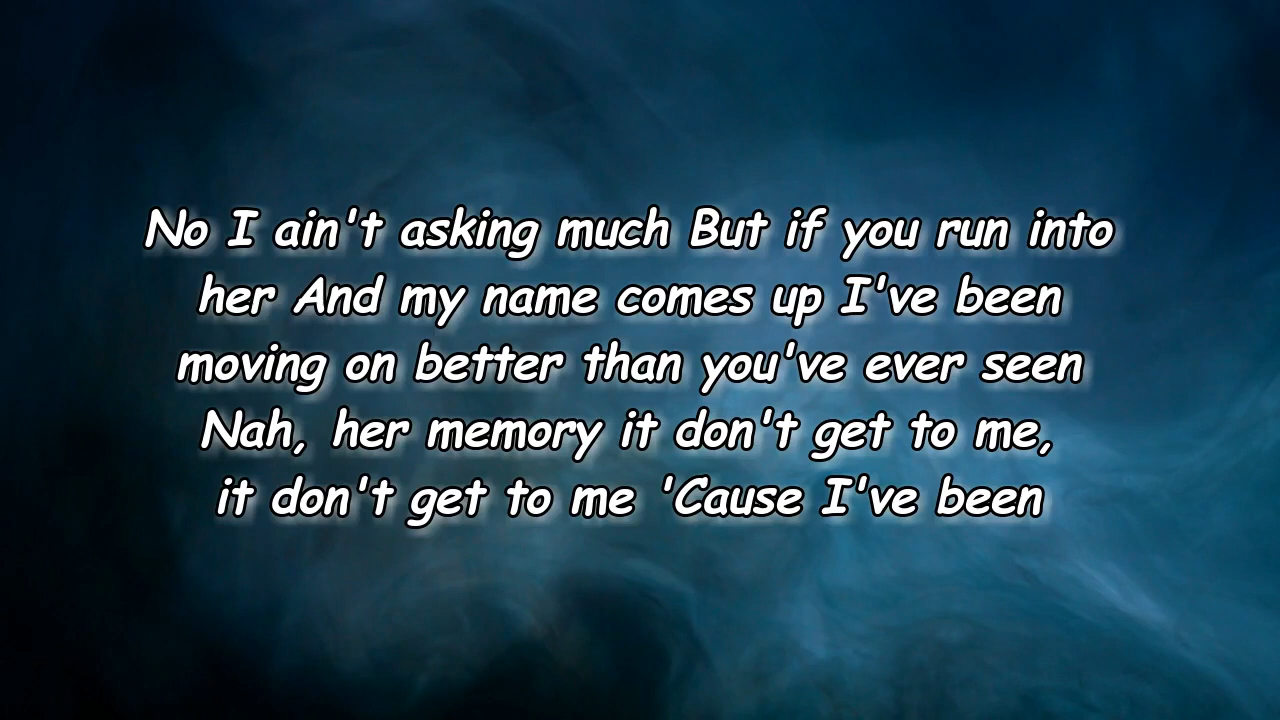 No I ain't asking much But if you run into
her And my name comes up I've been
moving on better than you've ever seen
Nah, her memory it don't get to me,
it don't get to me 'Cause I've been